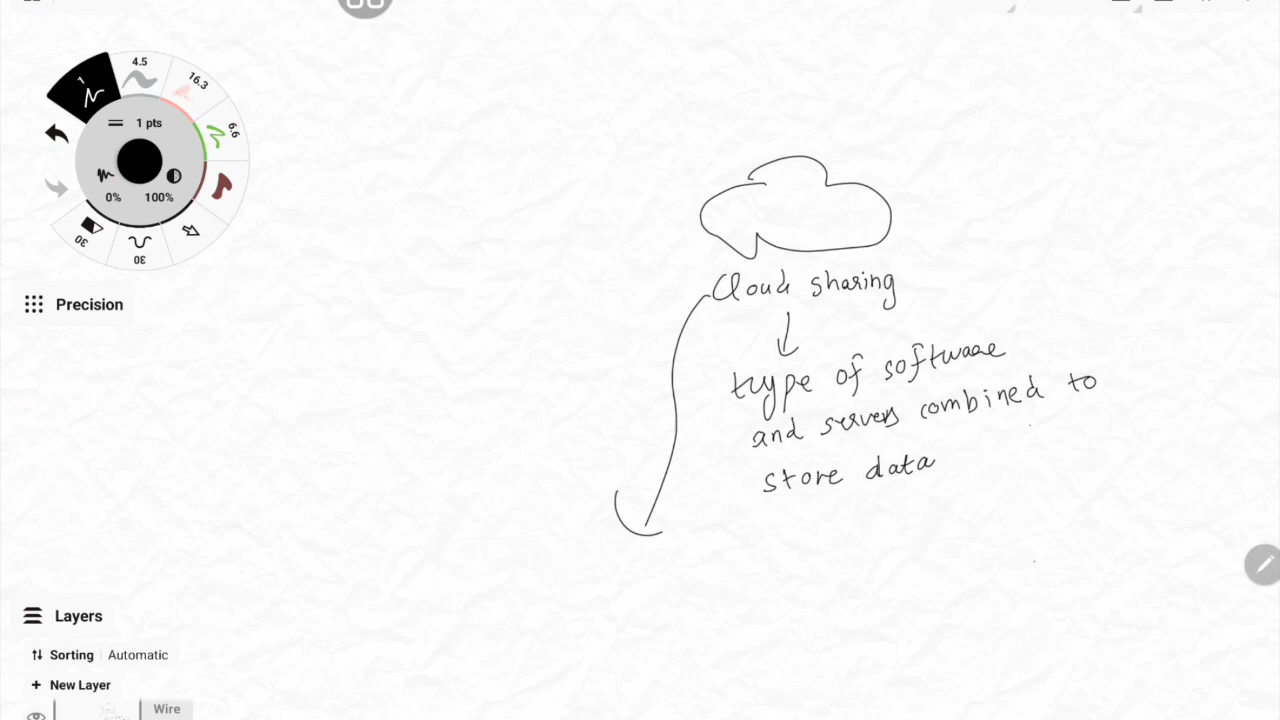 4.5
1
16.3
1 pts
6.6
0%
100%
30
30
Precision
Cloud sharing
type of software
and servers combined to
store data
Layers
Sorting Automatic
+ New Layer
Wire